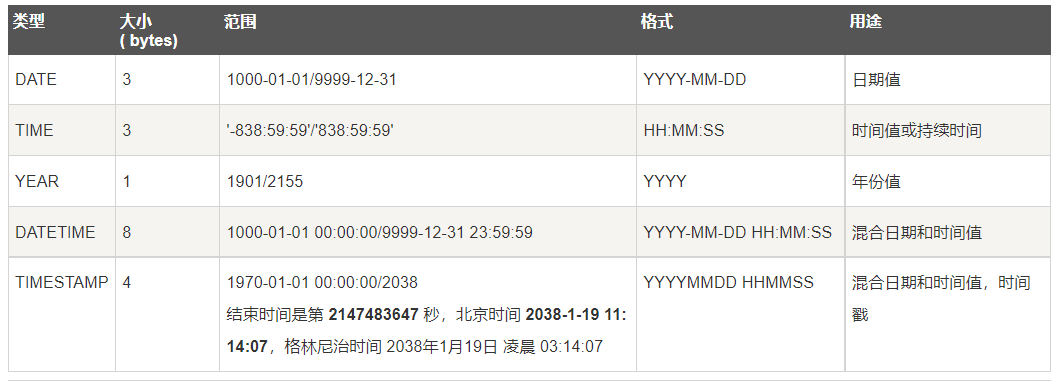 类型 大小 范围 格式 用途
( bytes)
DATE 3 1000-01-01/9999-12-31 YYYY-MM-DD 日期值
TIME 3 '-838:59:59'/'838:59:59' HH:MM:SS 时间值或持续时间
YEAR 1 1901/2155 YYYY 年份值
DATETIME 8 1000-01-01 00:00:00/9999-12-31 23:59:59 YYYY-MM-DD HH:MM:SS 混合日期和时间值
TIMESTAMP 4 1970-01-01 00:00:00/2038 YYYYMMDD HHMMSS 混合日期和时间值，时间
结束时间是第 2147483647 秒，北京时间 2038-1-19 11: 戳
14:07，格林尼治时间 2038年1月19日 凌晨 03:14:07